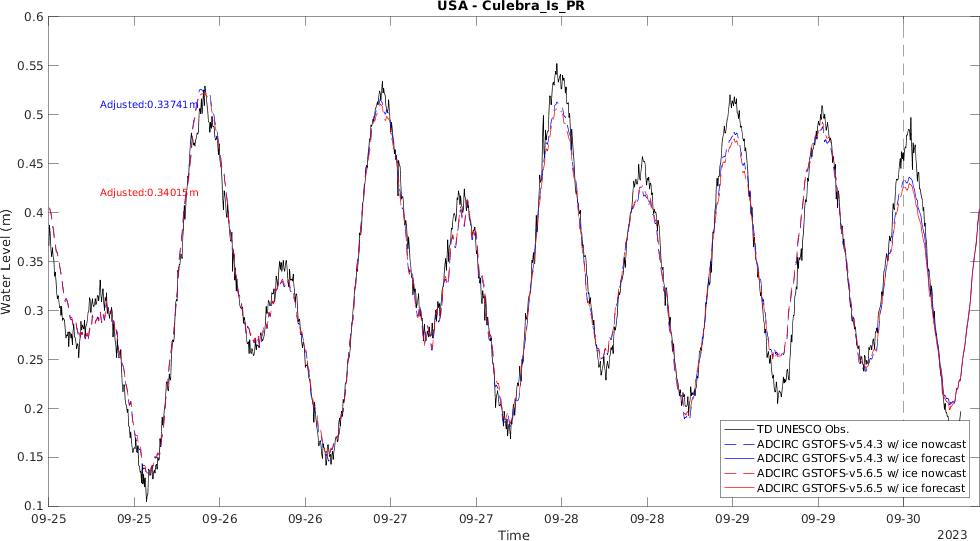 USA - Culebra_Is_PR
0.6
0.55
0.5
0.45
0.4
0.35
0.3
0.25
0.2
0.15
0.1
Water Level (m)
Adjusted:0.33741m
Adjusted:0.34015m
TD UNESCO Obs.
ADCIRC GSTOFS-v5.4.3 w/ ice nowcast
ADCIRC GSTOFS-v5.4.3 w/ ice forecast
ADCIRC GSTOFS-v5.6.5 w/ ice nowcast
ADCIRC GSTOFS-v5.6.5 w/ ice forecast
09-25 09-25 09-26 09-26 09-27 09-27 09-28 09-28 09-29 09-29 09-30
Time
2023